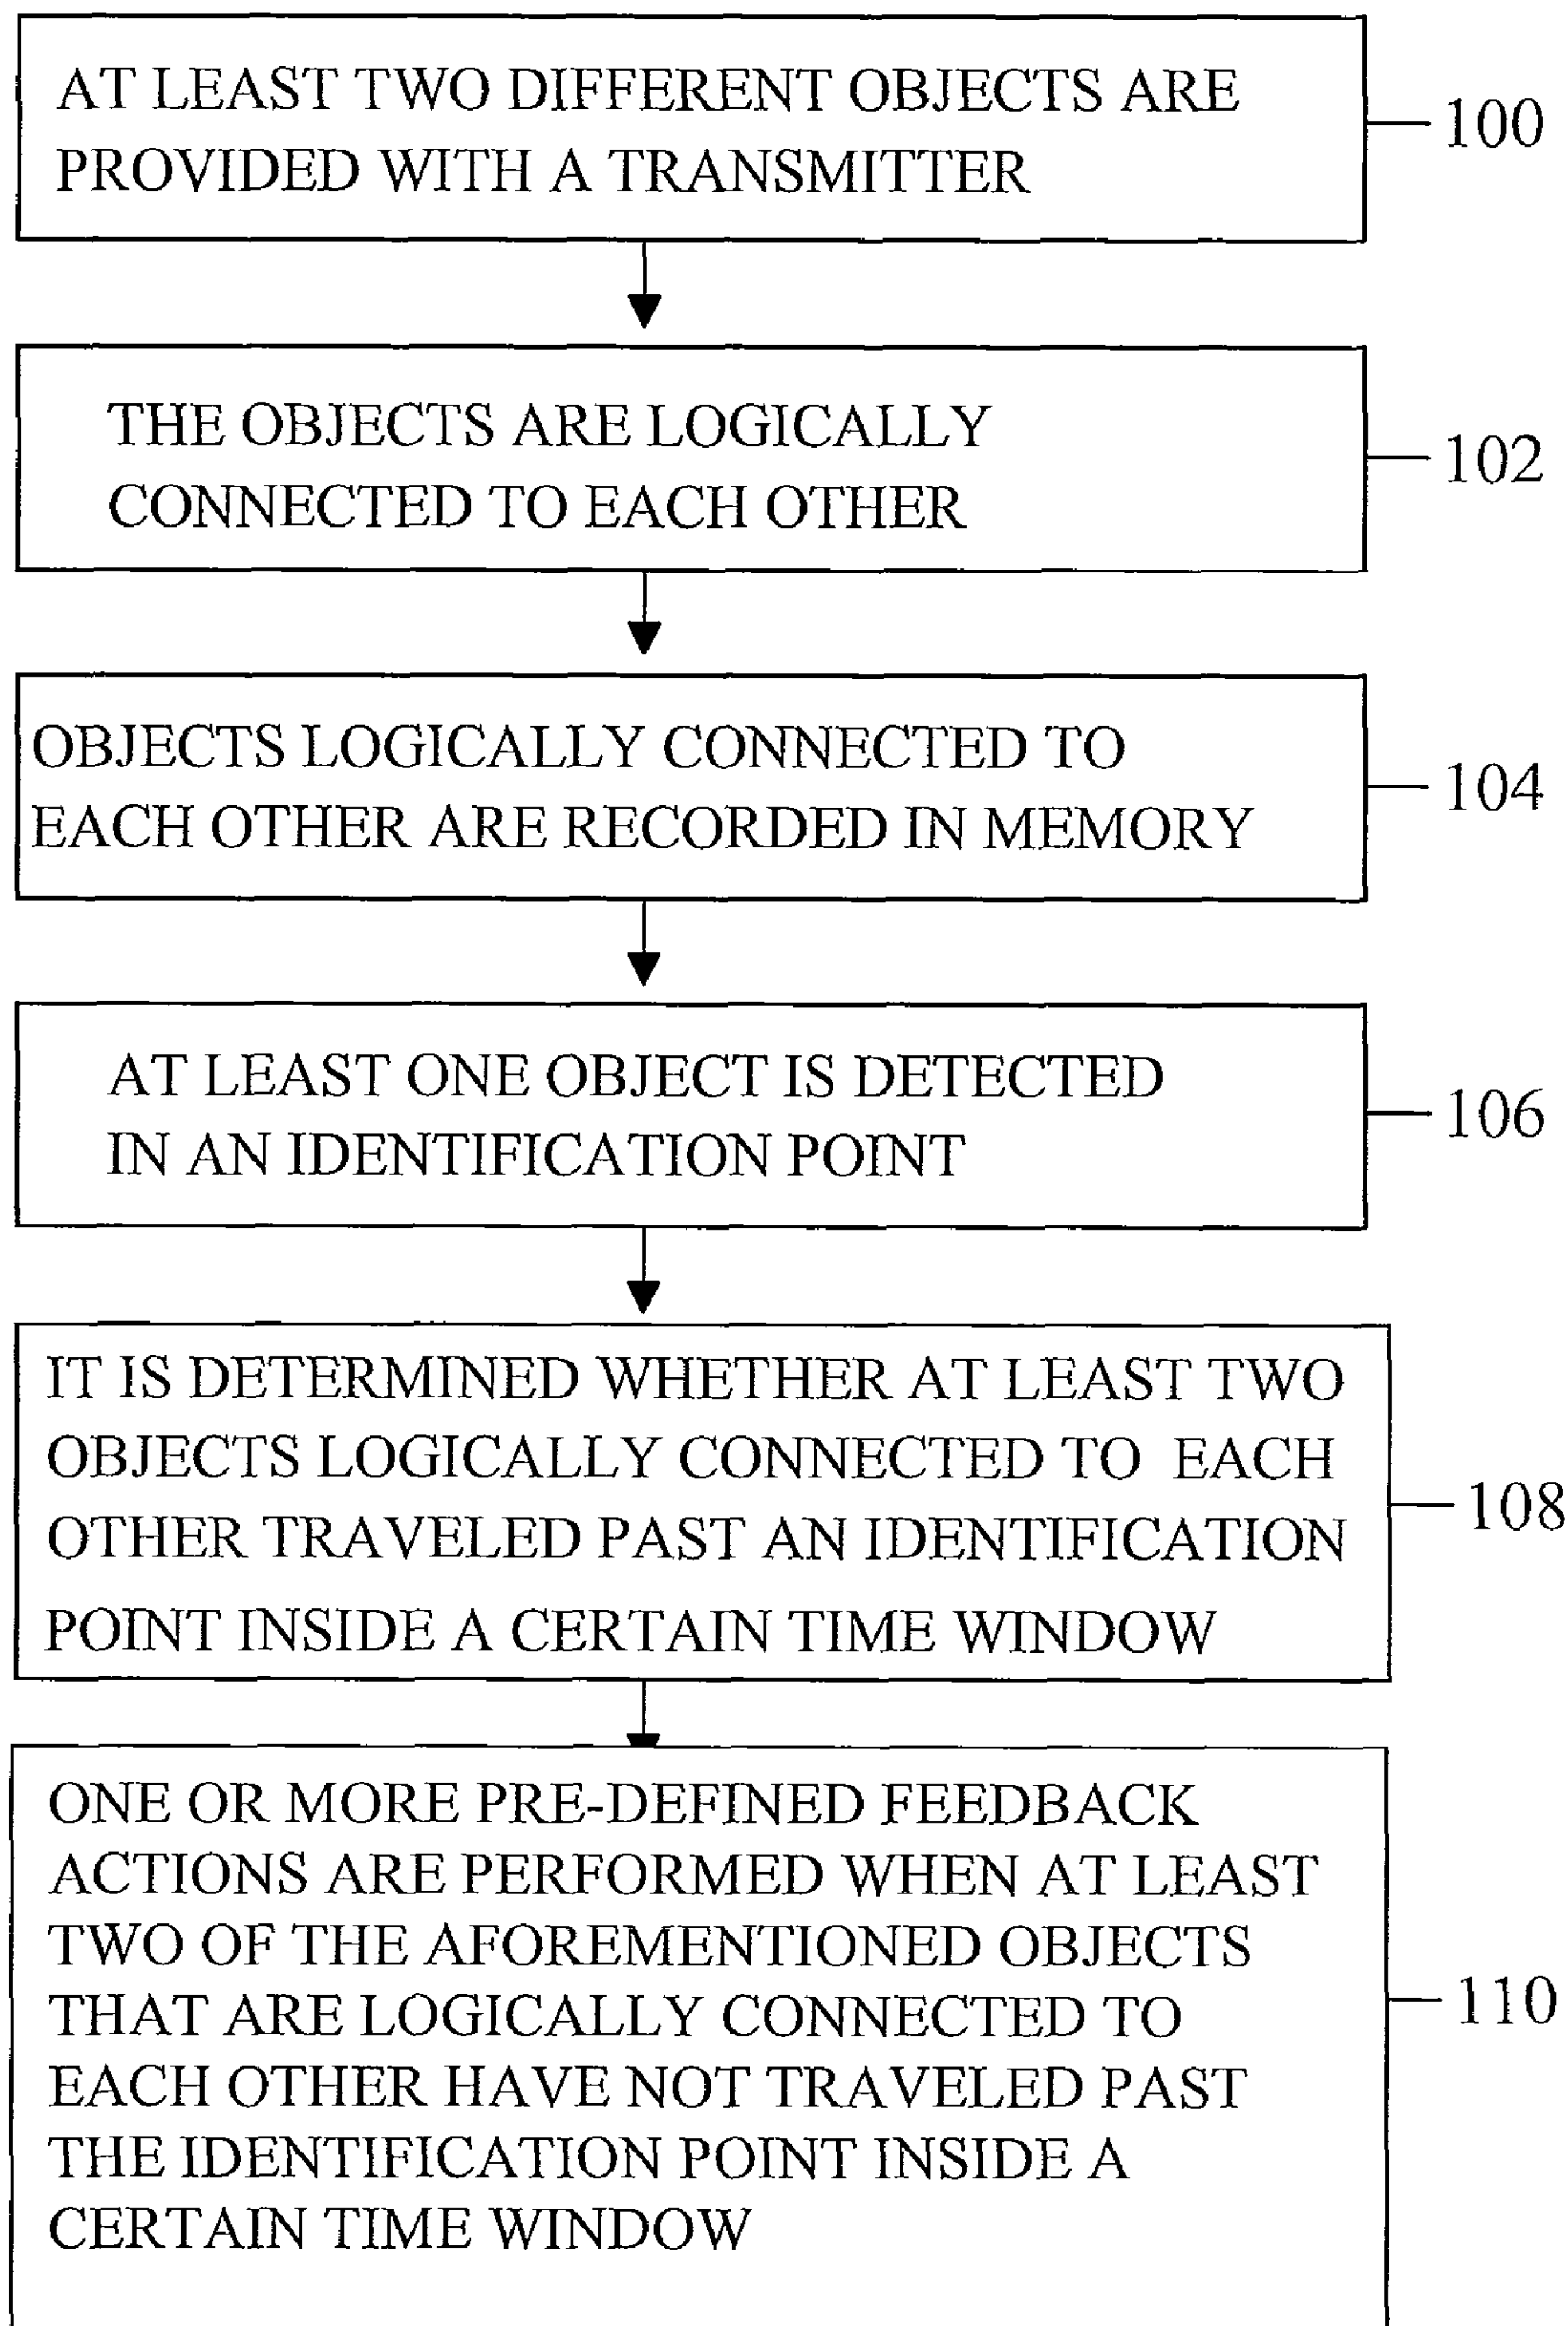 AT LEAST TWO DIFFERENT OBJECTS ARE
PROVIDED WITH A TRANSMITTER
100
THE OBJECTS ARE LOGICALLY
CONNECTED TO EACH OTHER
102
OBJECTS LOGICALLY CONNECTED TO
EACH OTHER ARE RECORDED IN MEMORY
104
AT LEAST ONE OBJECT IS DETECTED
IN AN IDENTIFICATION POINT
106
IT IS DETERMINED WHETHER AT LEAST TWO
OBJECTS LOGICALLY CONNECTED TO EACH
OTHER TRAVELED PAST AN IDENTIFICATION
POINT INSIDE A CERTAIN TIME WINDOW
108
ONE OR MORE PRE-DEFINED FEEDBACK
ACTIONS ARE PERFORMED WHEN AT LEAST
TWO OF THE AFOREMENTIONED OBJECTS
THAT ARE LOGICALLY CONNECTED TO
EACH OTHER HAVE NOT TRAVELED PAST
THE IDENTIFICATION POINT INSIDE A
CERTAIN TIME WINDOW
110